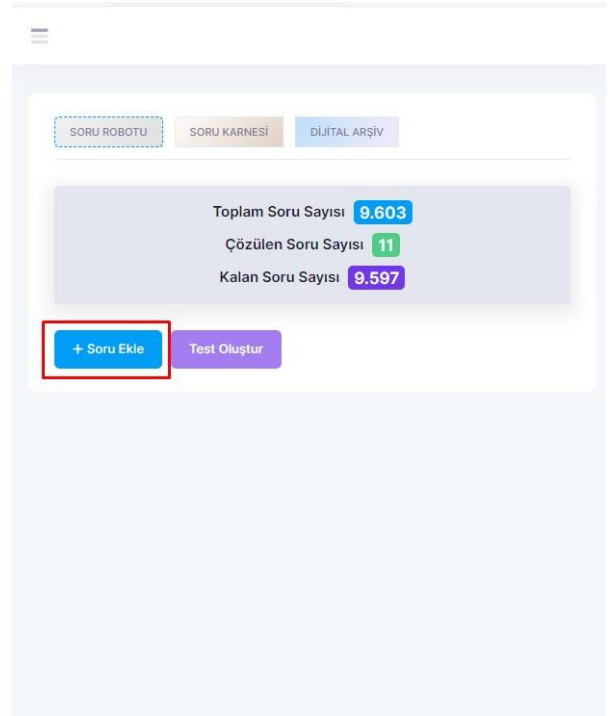 SORU ROBOTU SORU KARNESİ DİJİTAL ARŞİV
Toplam Soru Sayısı 9.603
Çözülen Soru Sayısı 11
Kalan Soru Sayısı 9.597
+ Soru Ekle Test Oluştur